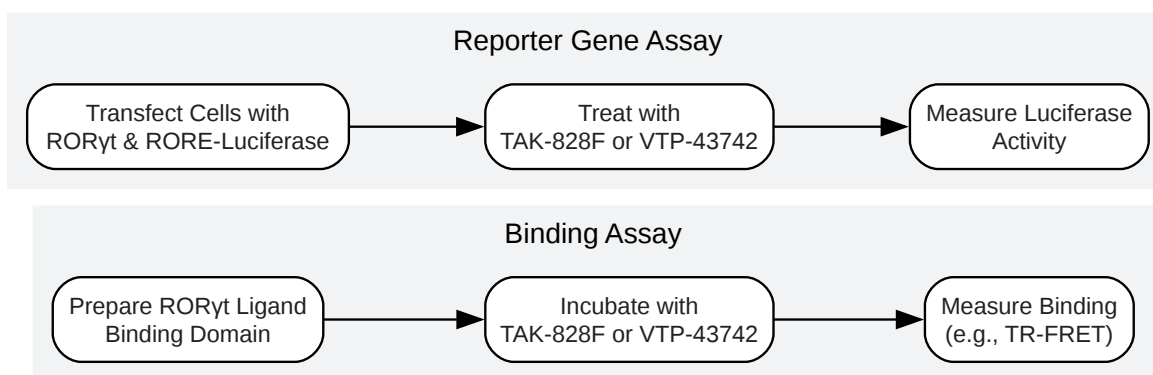 Reporter Gene Assay
Transfect Cells with
RORγt & RORE-Luciferase
Treat with
TAK-828F or VTP-43742
Measure Luciferase
Activity
Binding Assay
Prepare RORγt Ligand
Binding Domain
Incubate with
TAK-828F or VTP-43742
Measure Binding
(e.g., TR-FRET)